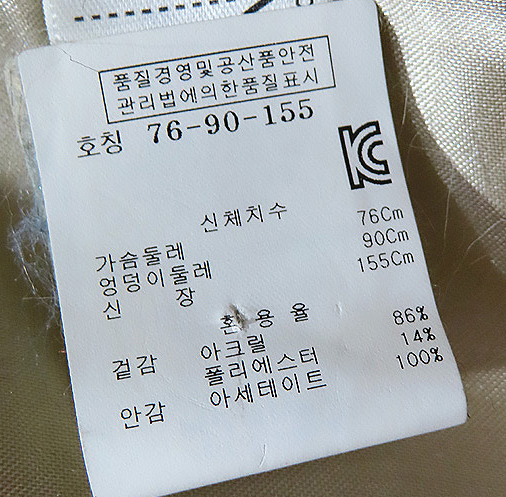 품질경영및공산품안전
관리법에의한품질표시
호칭 76-90-155
신체치수
가슴둘레 76Cm
엉덩이둘레 90Cm
신 장 155Cm
용 율
겉감 아크릴 86%
폴리에스터 14%
안감 아세테이트 100%